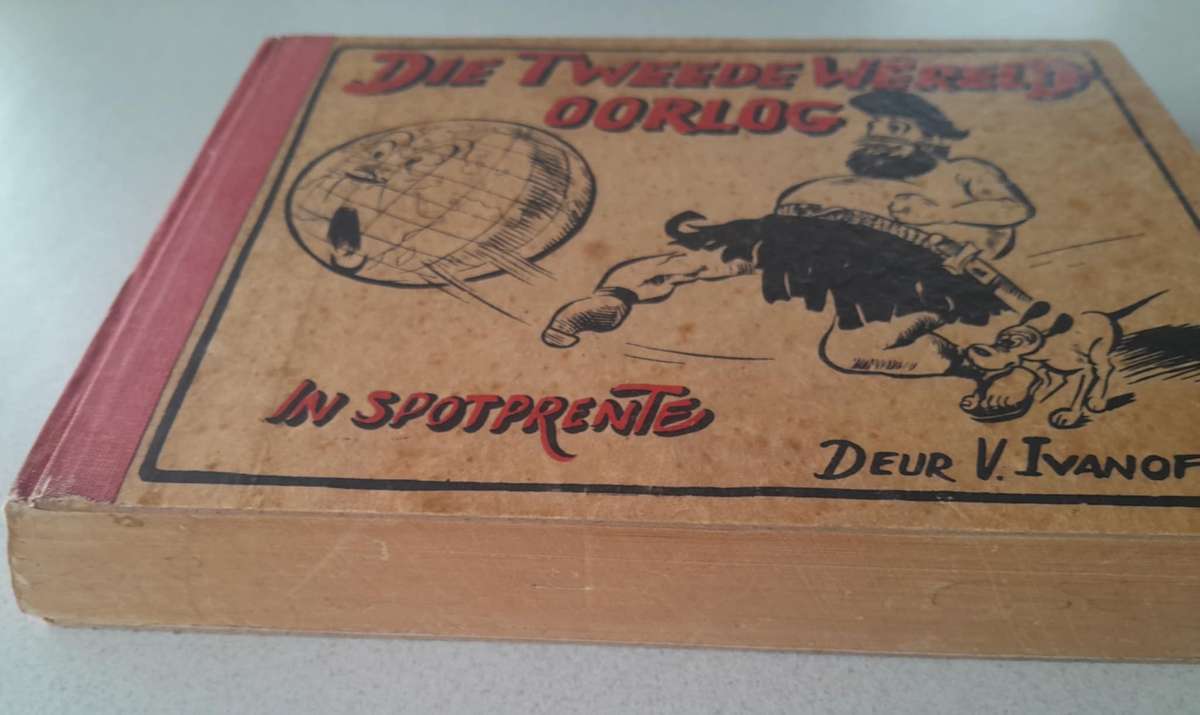 DIE TWEEDE WÊRELD
OORLOG
IN SPOTPRENTE
DEUR V. IVANOF